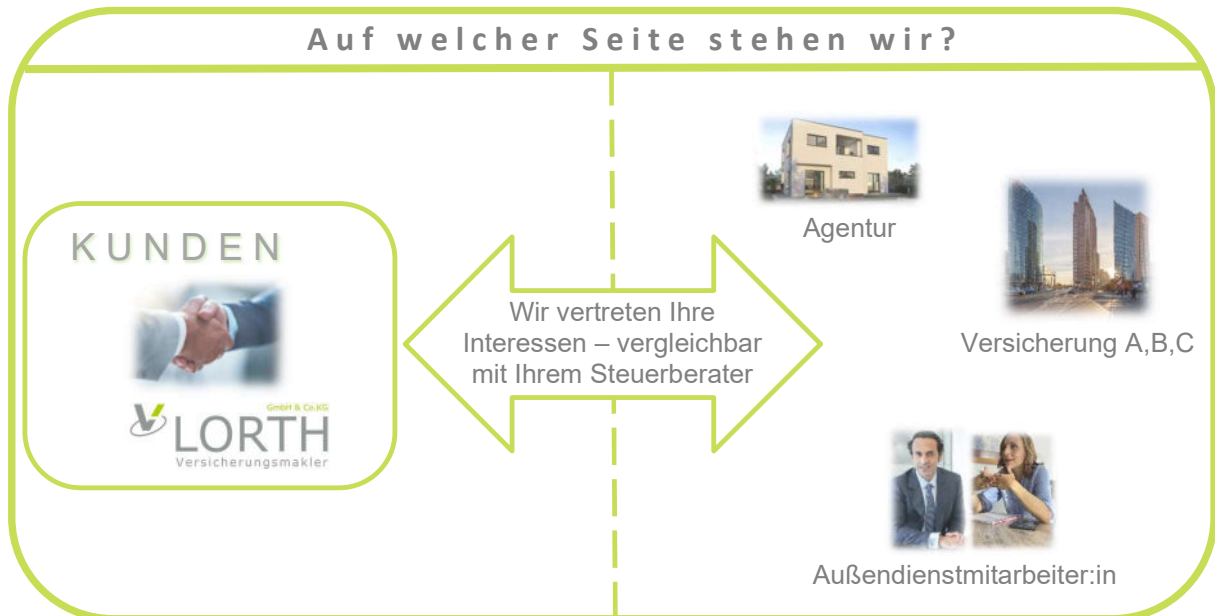 Auf welcher Seite stehen wir?
KUNDEN
GmbH & Co.KG
LORTH
Versicherungsmakler
Wir vertreten Ihre
Interessen – vergleichbar
mit Ihrem Steuerberater
Agentur
Versicherung A,B,C
Außendienstmitarbeiter:in